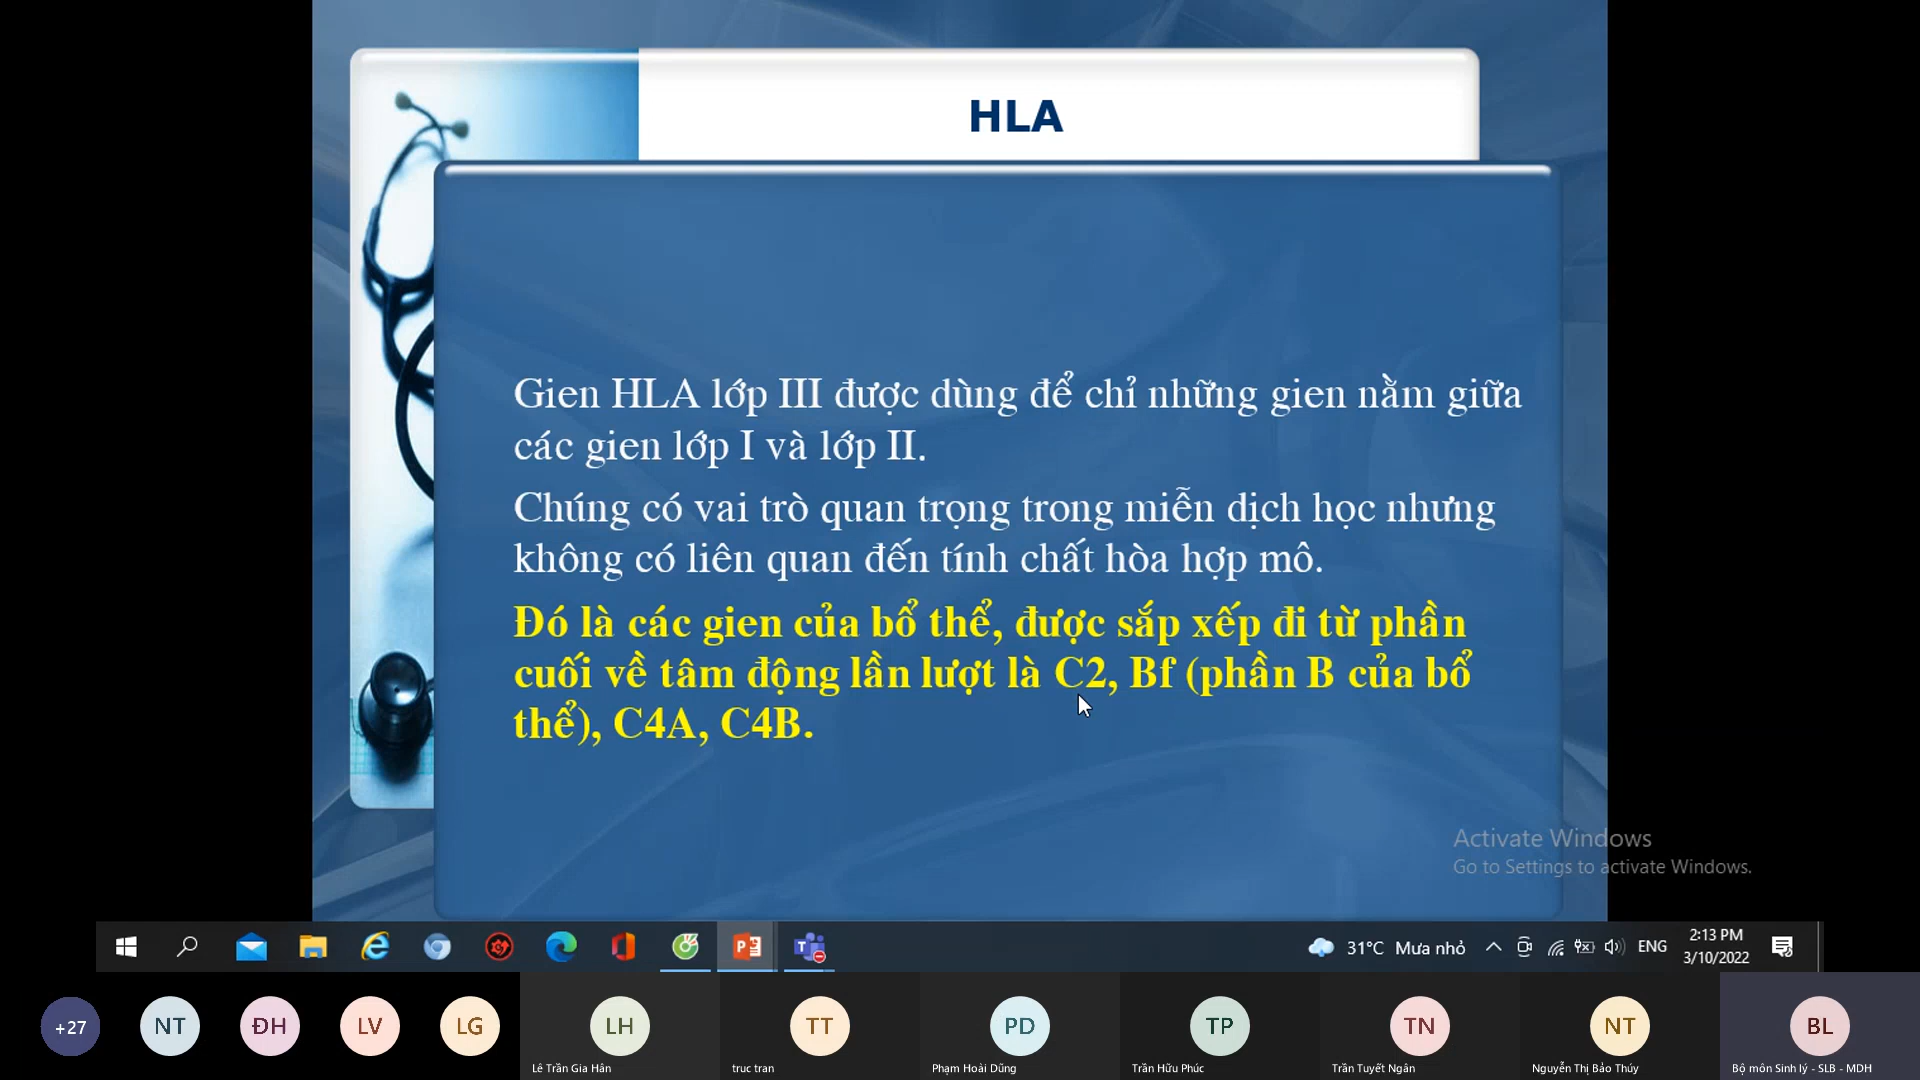 HLA
Gien HLA lớp III được dùng để chỉ những gien nằm giữa
các gien lớp I và lớp II.
Chúng có vai trò quan trọng trong miễn dịch học nhưng
không có liên quan đến tính chất hòa hợp mô.
Đó là các gien của bổ thể, được sắp xếp đi từ phần
cuối về tâm động lần lượt là C2, Bf (phần B của bổ
thể), C4A, C4B.
Activate Windows
Go to Settings to activate Windows.
31°C Mưa nhỏ
ENG
2:13 PM
3/10/2022
+27
NT
ĐH
LV
LG
LH
TT
PD
TP
TN
NT
BL
Lê Trần Gia Hân
truc tran
Phạm Hoài Dũng
Trần Hữu Phúc
Trần Tuyết Ngân
Nguyễn Thị Bảo Thúy
Bộ môn Sinh lý - SLB - MDH